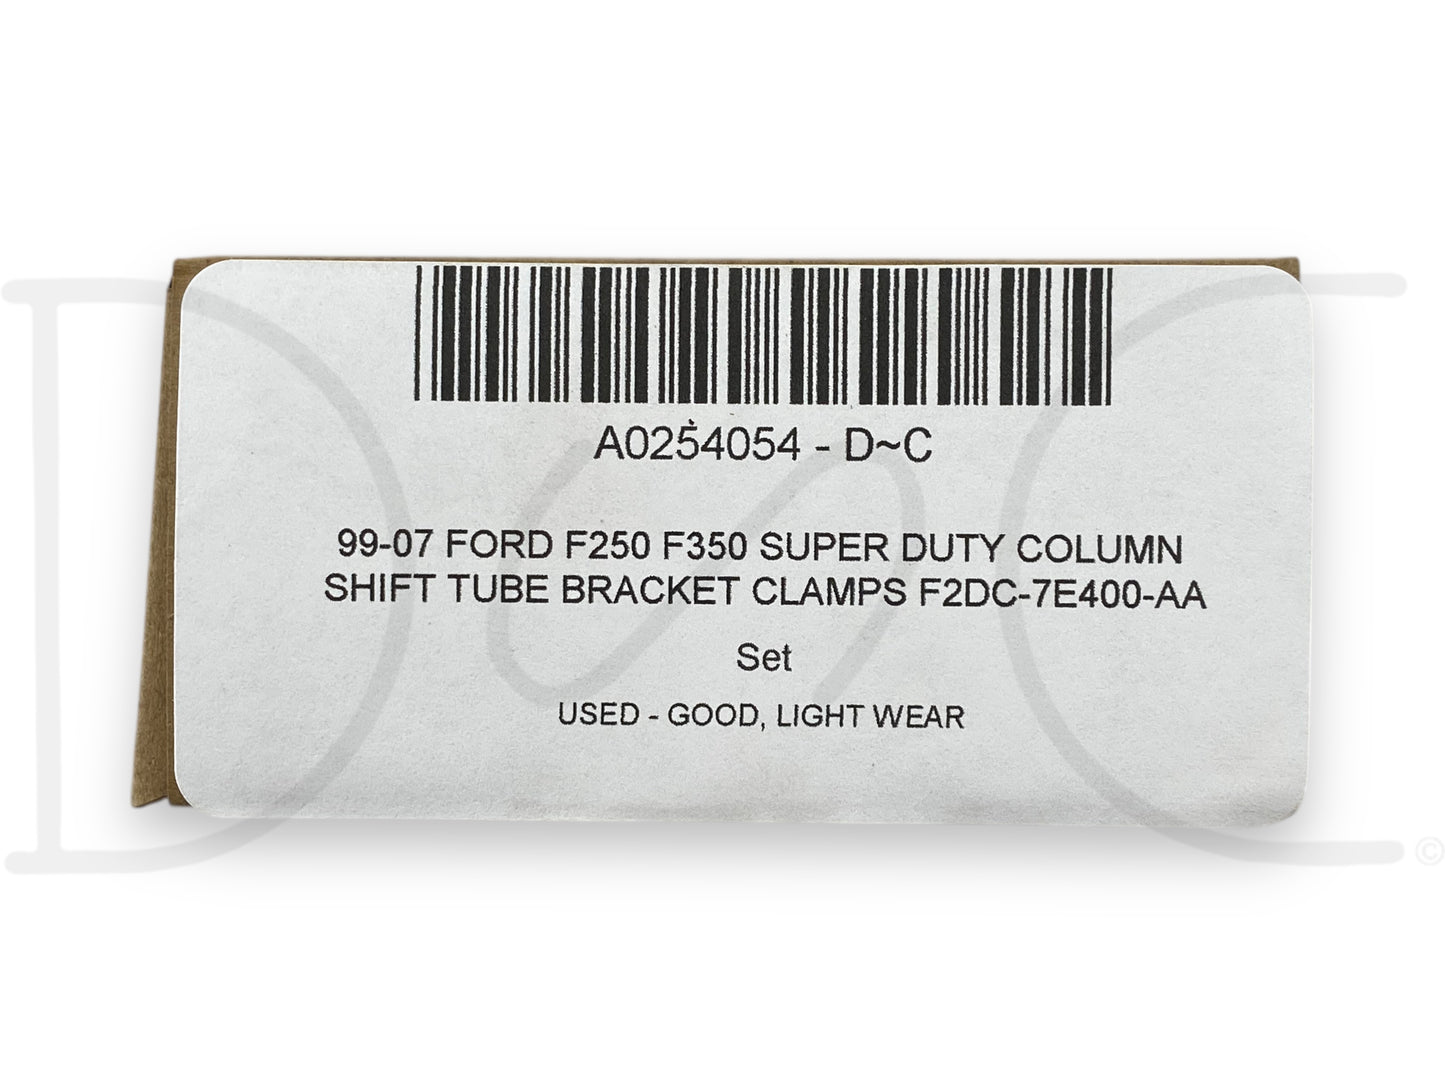 A0254054 - D~C
99-07 FORD F250 F350 SUPER DUTY COLUMN
SHIFT TUBE BRACKET CLAMPS F2DC-7E400-AA
Set
USED - GOOD, LIGHT WEAR
D~C ©